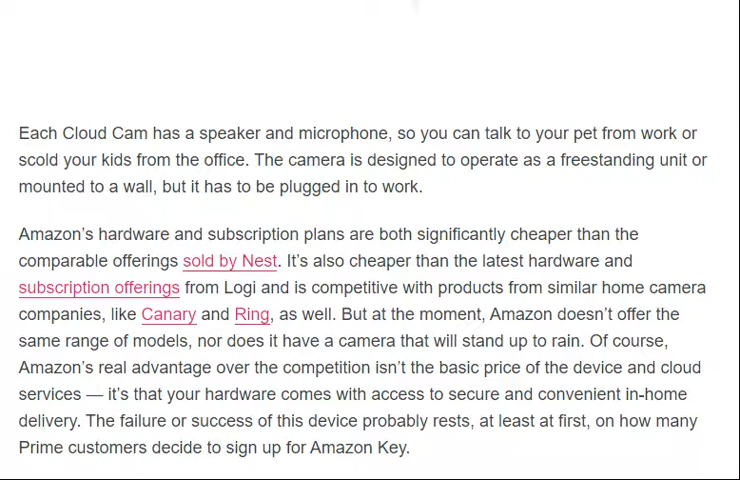 Each Cloud Cam has a speaker and microphone, so you can talk to your pet from work or
scold your kids from the office. The camera is designed to operate as a freestanding unit or
mounted to a wall, but it has to be plugged in to work.
Amazon’s hardware and subscription plans are both significantly cheaper than the
comparable offerings sold by Nest. It’s also cheaper than the latest hardware and
subscription offerings from Logi and is competitive with products from similar home camera
companies, like Canary and Ring, as well. But at the moment, Amazon doesn’t offer the
same range of models, nor does it have a camera that will stand up to rain. Of course,
Amazon’s real advantage over the competition isn’t the basic price of the device and cloud
services — it’s that your hardware comes with access to secure and convenient in-home
delivery. The failure or success of this device probably rests, at least at first, on how many
Prime customers decide to sign up for Amazon Key.